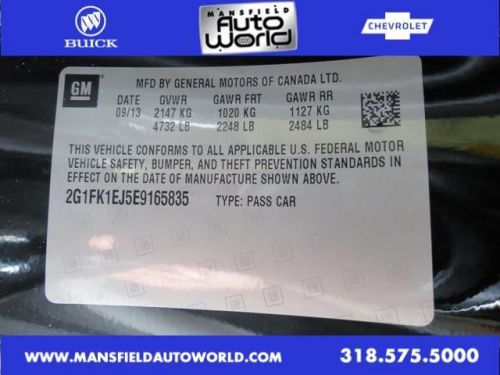 BUICK
MANSFIELD
Auto
World
CHEVROLET
GM
MFD BY GENERAL MOTORS OF CANADA LTD.
DATE GVWR GAWR FRT GAWR RR
09/13 2147 KG 1020 KG 1127 KG
4732 LB 2248 LB 2484 LB
THIS VEHICLE CONFORMS TO ALL APPLICABLE U.S. FEDERAL MOTOR
VEHICLE SAFETY, BUMPER, AND THEFT PREVENTION STANDARDS IN
EFFECT ON THE DATE OF MANUFACTURE SHOWN ABOVE.
2G1FK1EJ5E9165835 TYPE: PASS CAR
WWW.MANSFIELDAUTOWORLD.COM 318.575.5000